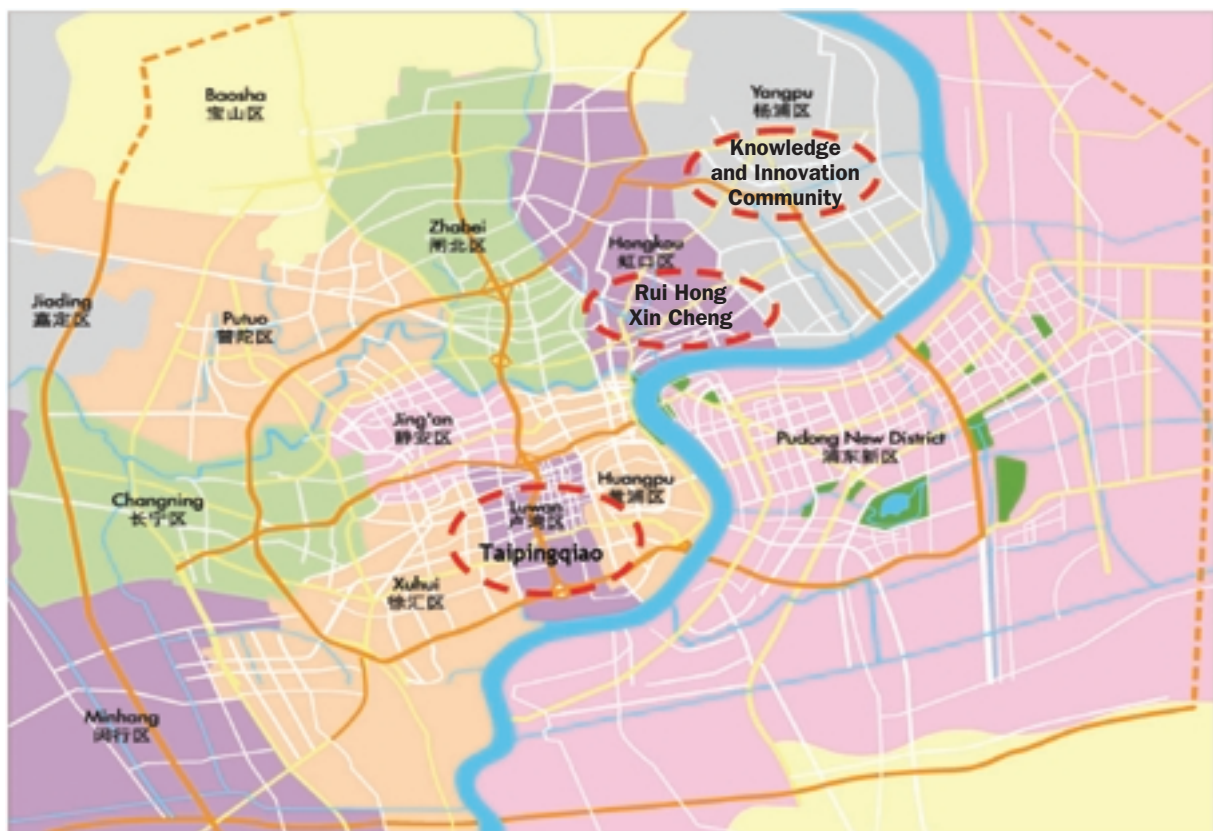 Baosha
宝山区
Yangpu
杨浦区
Knowledge
and Innovation
Community
Zhabei
闸北区
Hongkou
虹口区
Jiading
嘉定区
Putuo
普陀区
Rui Hong
Xin Cheng
Jing'an
静安区
Pudong New District
浦东新区
Huangpu
黄浦区
Changning
长宁区
Luwan
卢湾区
Taipingqiao
Xuhui
徐汇区
Minhang
闵行区